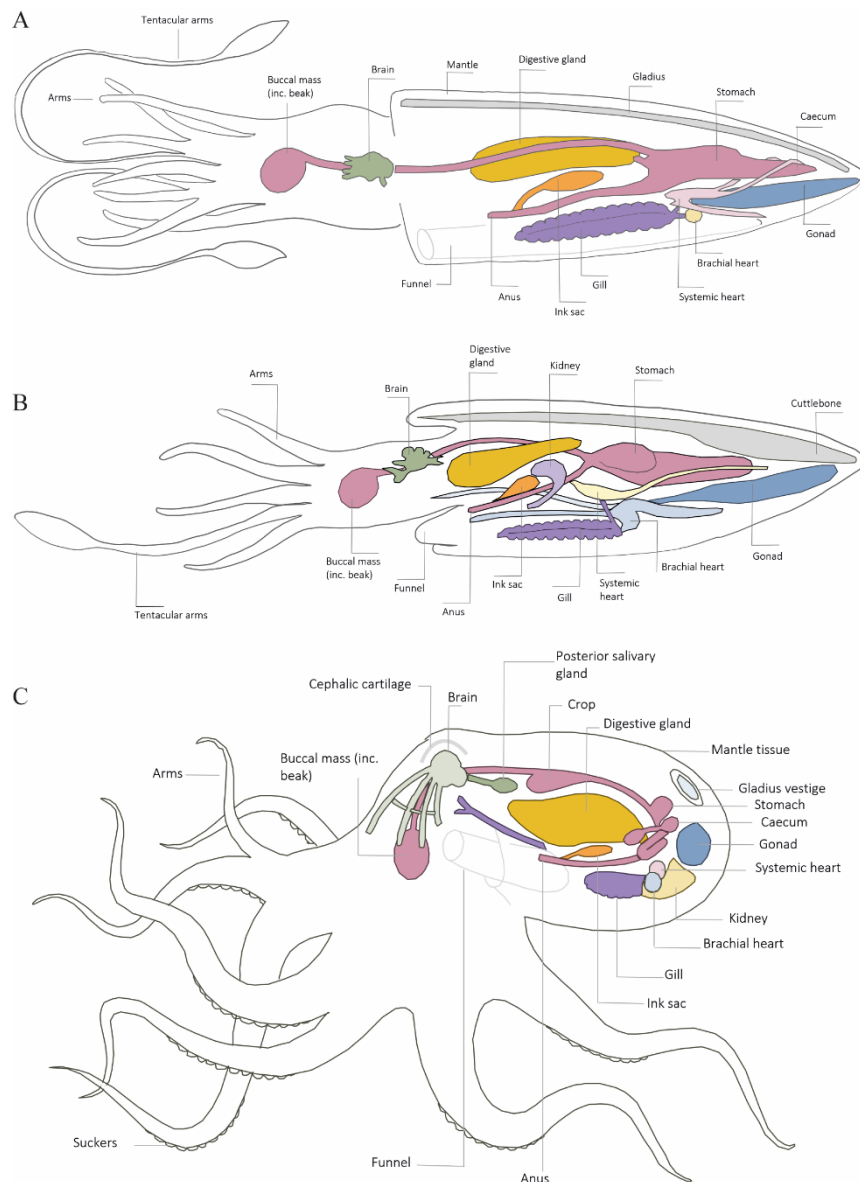 A
Tentacular arms
Mantle
Digestive gland
Gladius
Stomach
Buccal mass
(inc. beak)
Brain
Caecum
Arms
Gonad
Brachial heart
Funnel
Anus
Gill
Systemic heart
Ink sac
B
Digestive
gland
Kidney
Stomach
Arms
Brain
Cuttlebone
Buccal mass
(inc. beak)
Funnel
Ink sac
Gill
Systemic
heart
Brachial heart
Gonad
Anus
Tentacular arms
C
Posterior salivary
gland
Cephalic cartilage
Brain
Crop
Digestive gland
Buccal mass (inc.
beak)
Mantle tissue
Arms
Gladius vestige
Stomach
Caecum
Gonad
Systemic heart
Kidney
Brachial heart
Gill
Ink sac
Suckers
Funnel
Anus